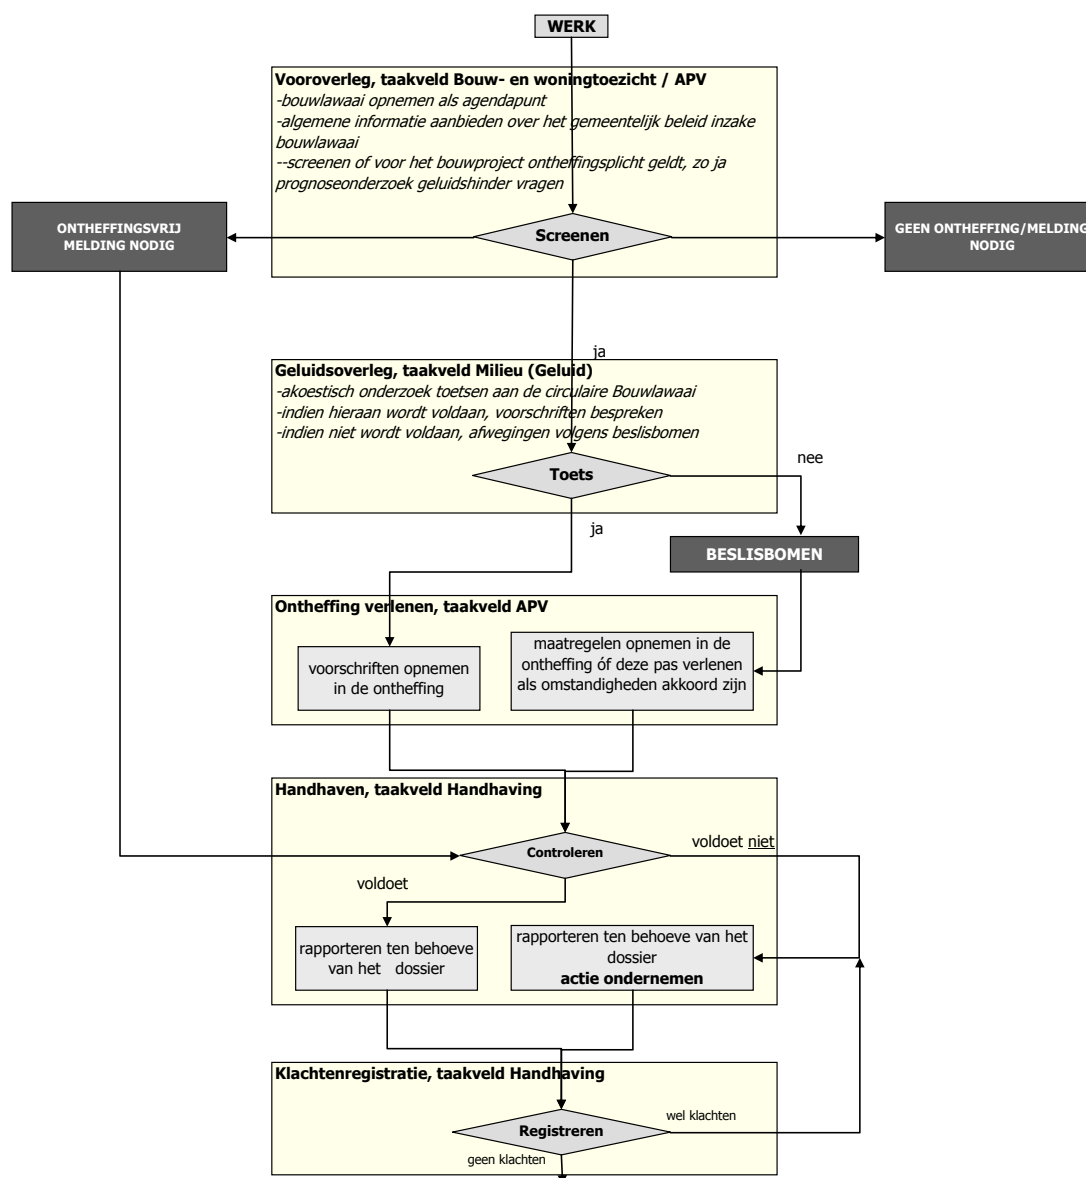 WERK
Vooroverleg, taakveld Bouw- en woningtoezicht / APV
-bouwlawaai opnemen als agendapunt
-algemene informatie aanbieden over het gemeentelijk beleid inzake
bouwlawaai
--screenen of voor het bouwproject ontheffingsplicht geldt, zo ja
prognoseonderzoek geluidshinder vragen
ONTHEFFINGSVRIJ
MELDING NODIG
Screenen
GEEN ONTHEFFING/MELDING
NODIG
ja
Geluidsoverleg, taakveld Milieu (Geluid)
-akoestisch onderzoek toetsen aan de circulaire Bouwlawaai
-indien hieraan wordt voldaan, voorschriften bespreken
-indien niet wordt voldaan, afwegingen volgens beslisbomen
Toets
nee
ja
BESLISBOMEN
Ontheffing verlenen, taakveld APV
voorschriften opnemen
in de ontheffing
maatregelen opnemen in de
ontheffing óf deze pas verlenen
als omstandigheden akkoord zijn
Handhaven, taakveld Handhaving
Controleren
voldoet niet
voldoet
rapporteren ten behoeve
van het dossier
rapporteren ten behoeve van het
dossier
actie ondernemen
Klachtenregistratie, taakveld Handhaving
Registreren
wel klachten
geen klachten